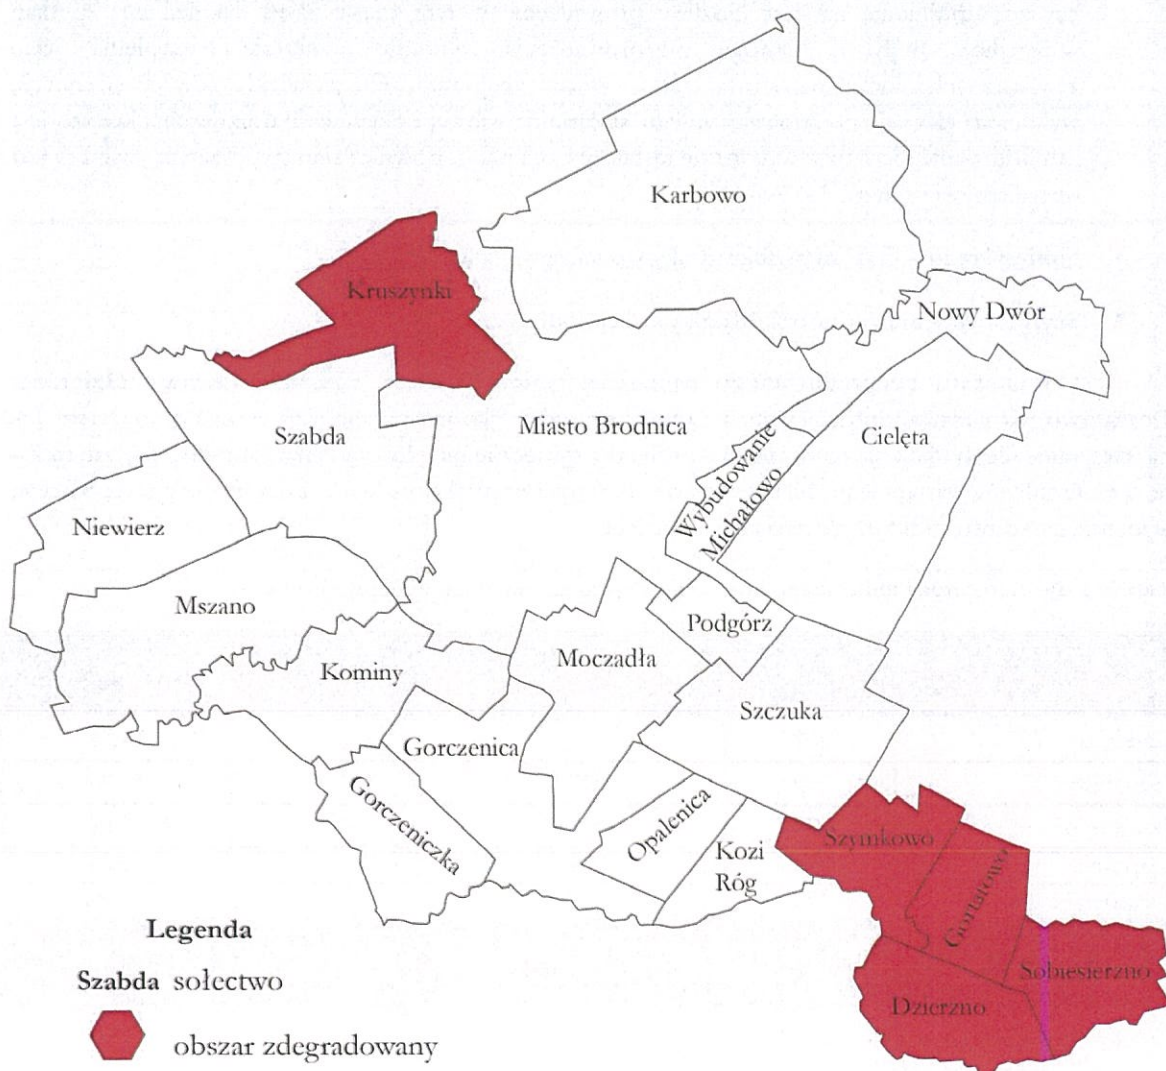 Karbowo
Kruszynki
Nowy Dwór
Szabda
Miasto Brodnica
Cielęta
Wybudowanie
Michałowo
Niewierz
Mszano
Podgórz
Moczadła
Kominy
Szczuka
Gorczenica
Gorczeniczka
Opalenica
Kozi
Róg
Szymkowo
Gortatowo
Sobiesierzno
Dzierzno
Legenda
Szabda sołectwo
obszar zdegradowany